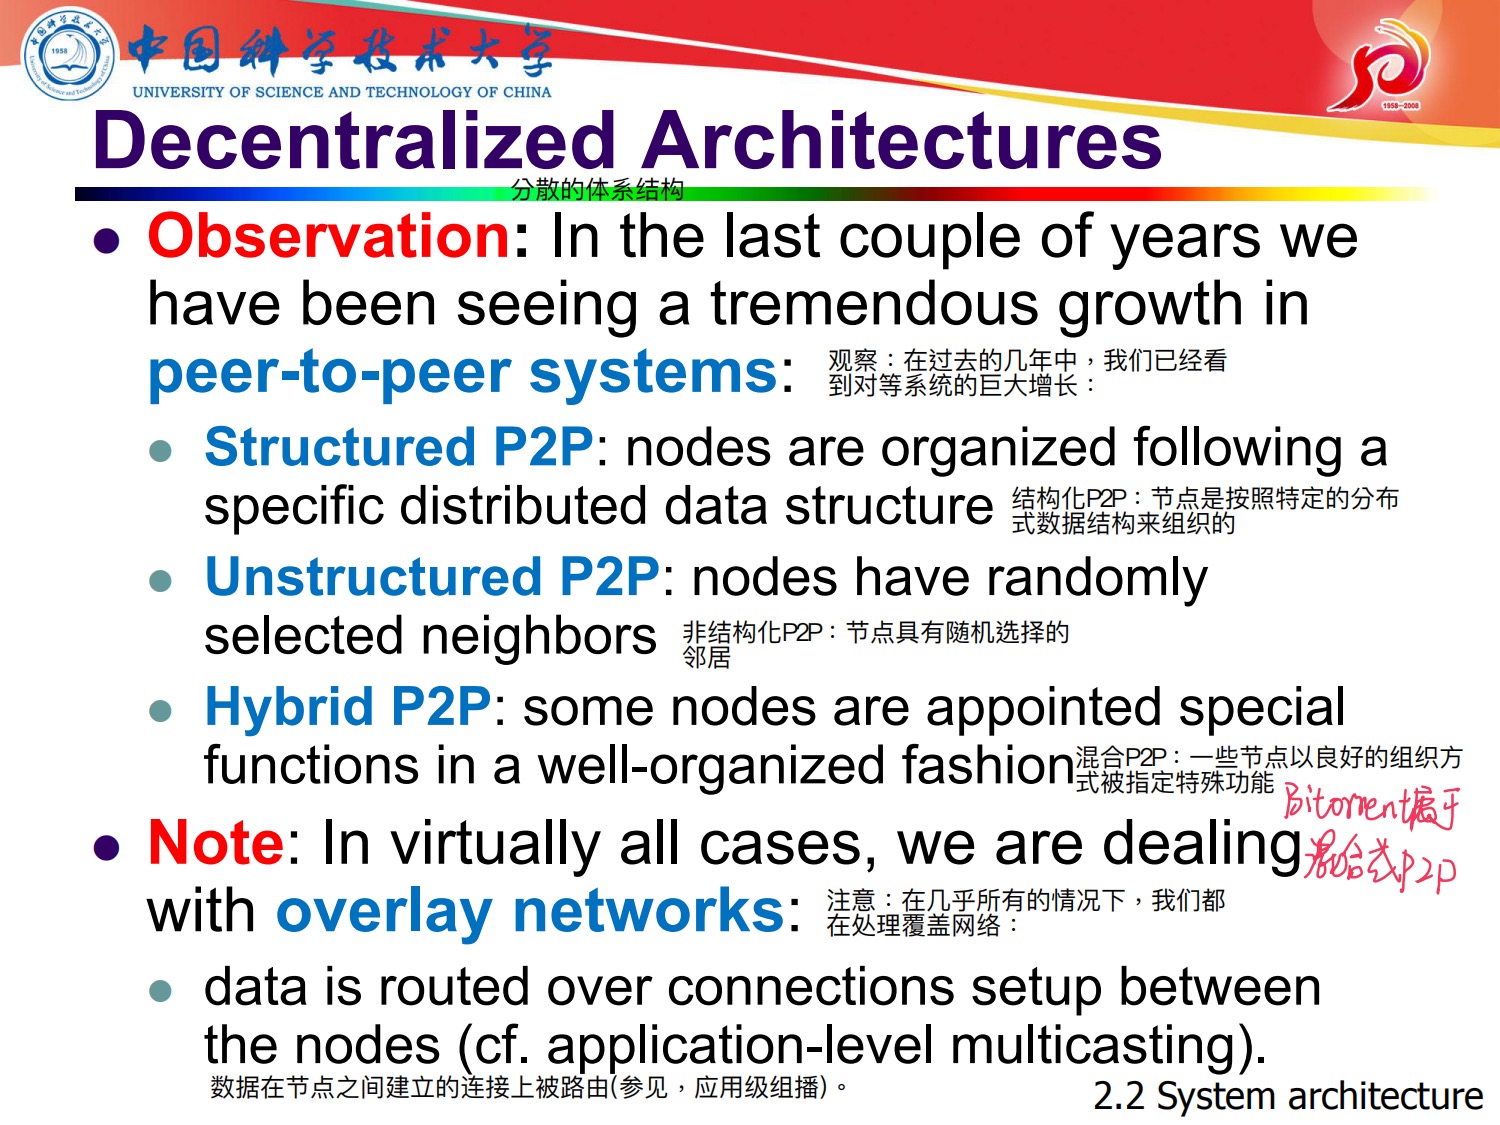 中国科学技术大学
UNIVERSITY OF SCIENCE AND TECHNOLOGY OF CHINA
1958
1958-2008
Decentralized Architectures
分散的体系结构
Observation: In the last couple of years we
have been seeing a tremendous growth in
peer-to-peer systems:
观察：在过去的几年中，我们已经看
到对等系统的巨大增长：
Structured P2P: nodes are organized following a
specific distributed data structure
结构化P2P：节点是按照特定的分布
式数据结构来组织的
Unstructured P2P: nodes have randomly
selected neighbors
非结构化P2P：节点具有随机选择的
邻居
Hybrid P2P: some nodes are appointed special
functions in a well-organized fashion
混合P2P：一些节点以良好的组织方
式被指定特殊功能
Bitorrent属于
混合式P2P
Note: In virtually all cases, we are dealing
with overlay networks:
注意：在几乎所有的情况下，我们都
在处理覆盖网络：
data is routed over connections setup between
the nodes (cf. application-level multicasting).
数据在节点之间建立的连接上被路由(参见，应用级组播)。
2.2 System architecture